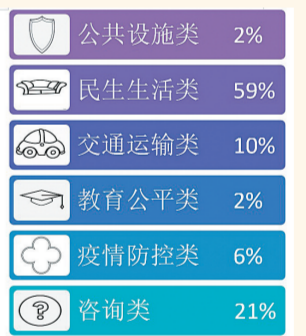 公共设施类 2%
民生生活类 59%
交通运输类 10%
教育公平类 2%
疫情防控类 6%
咨询类 21%